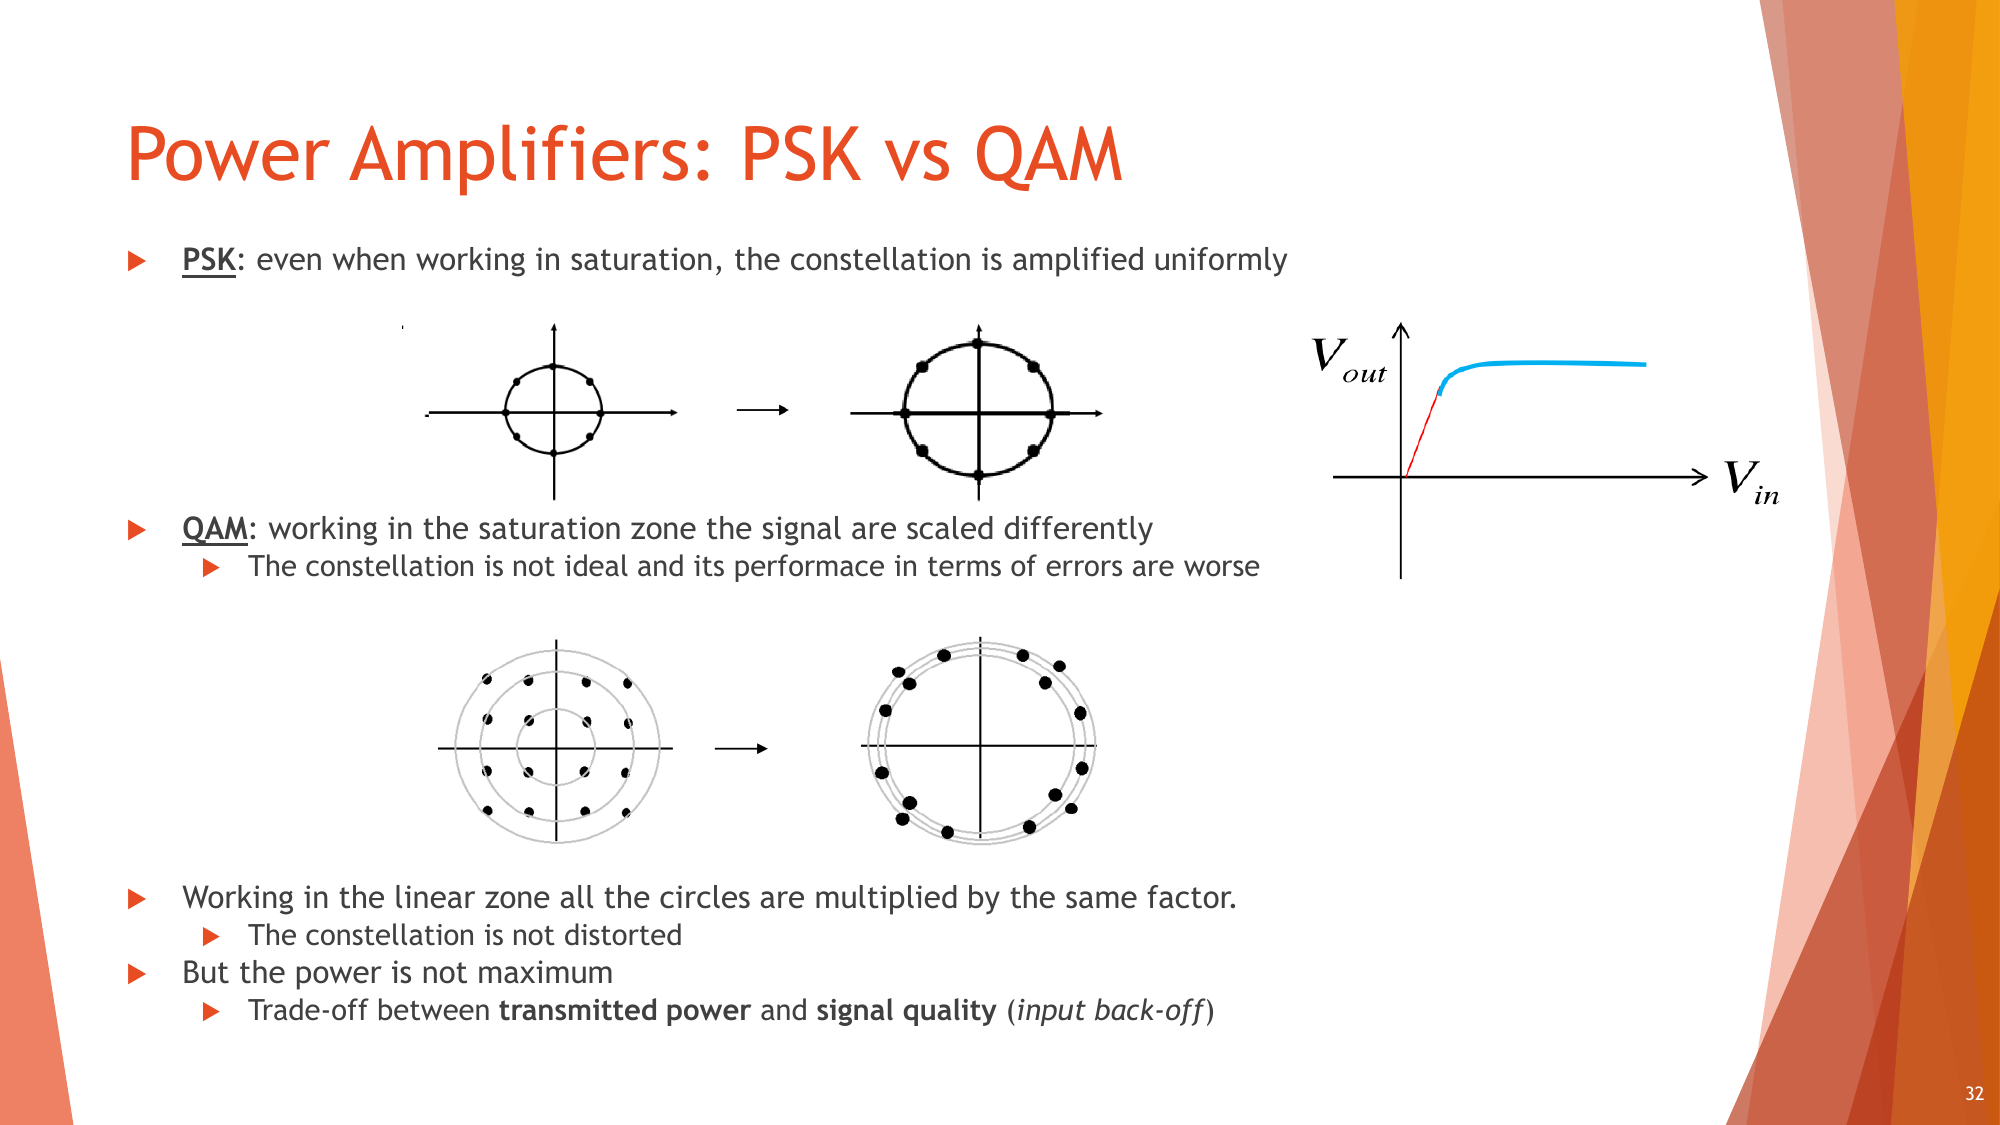 Power Amplifiers: PSK vs QAM
PSK: even when working in saturation, the constellation is amplified uniformly
V out
V in
QAM: working in the saturation zone the signal are scaled differently
The constellation is not ideal and its performace in terms of errors are worse
Working in the linear zone all the circles are multiplied by the same factor.
The constellation is not distorted
But the power is not maximum
Trade-off between transmitted power and signal quality (input back-off)
32